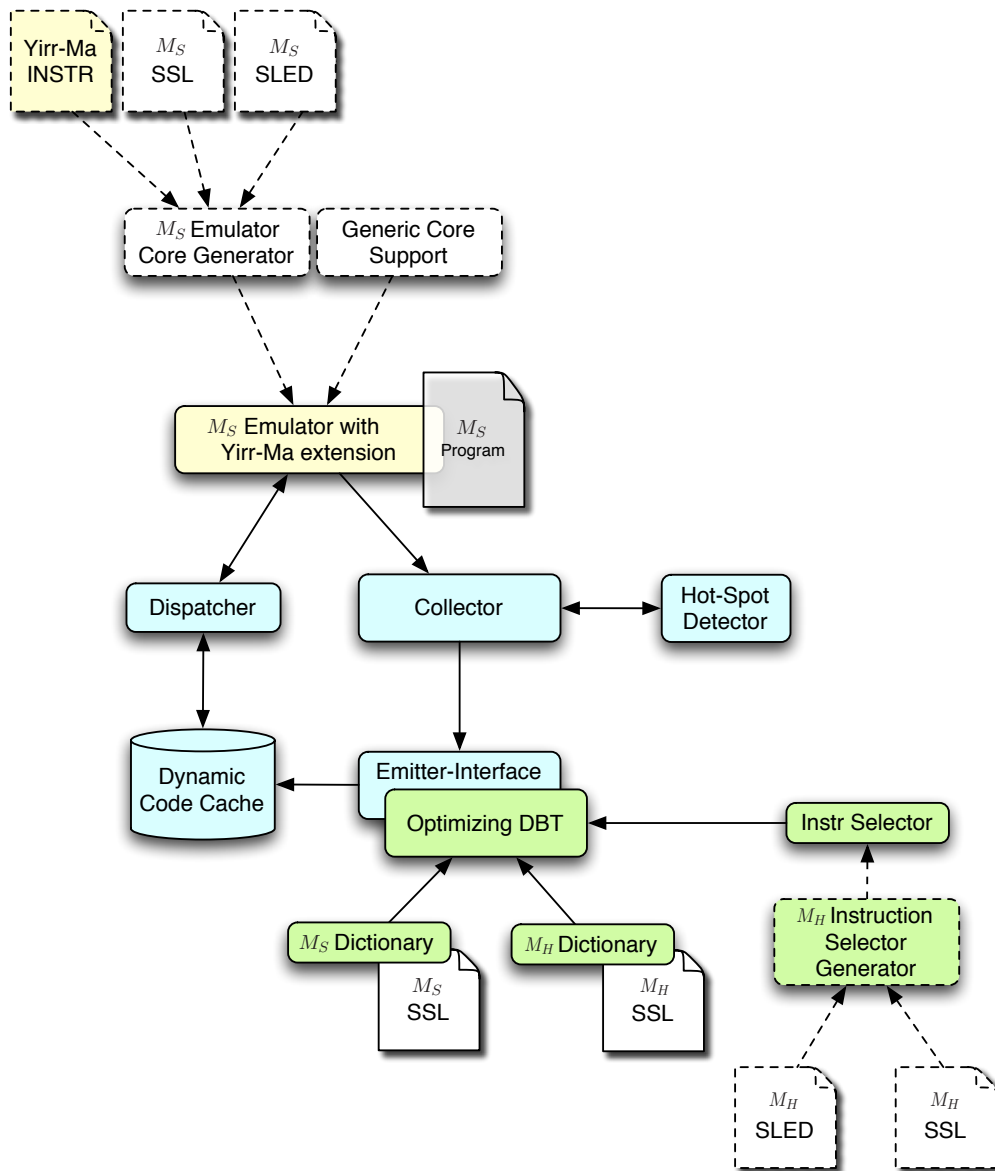 Yirr-Ma
INSTR
M_S
SSL
M_S
SLED
M_S Emulator
Core Generator
Generic Core
Support
M_S Emulator with
Yirr-Ma extension
M_S
Program
Dispatcher
Collector
Hot-Spot
Detector
Dynamic
Code Cache
Emitter-Interface
Optimizing DBT
Instr Selector
M_S Dictionary
M_S
SSL
M_H Dictionary
M_H
SSL
M_H Instruction
Selector
Generator
M_H
SLED
M_H
SSL